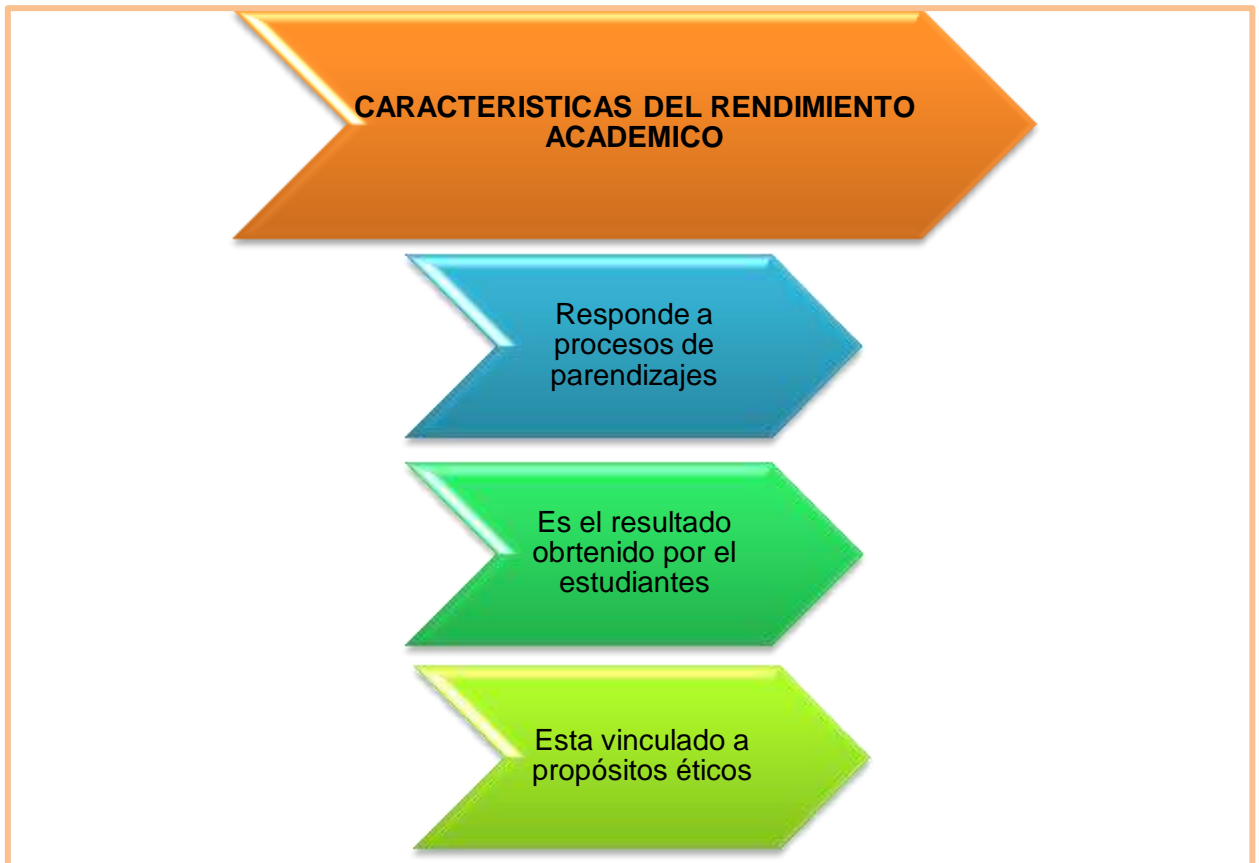 CARACTERISTICAS DEL RENDIMIENTO
ACADEMICO
Responde a
procesos de
parendizajes
Es el resultado
obrtenido por el
estudiantes
Esta vinculado a
propósitos éticos